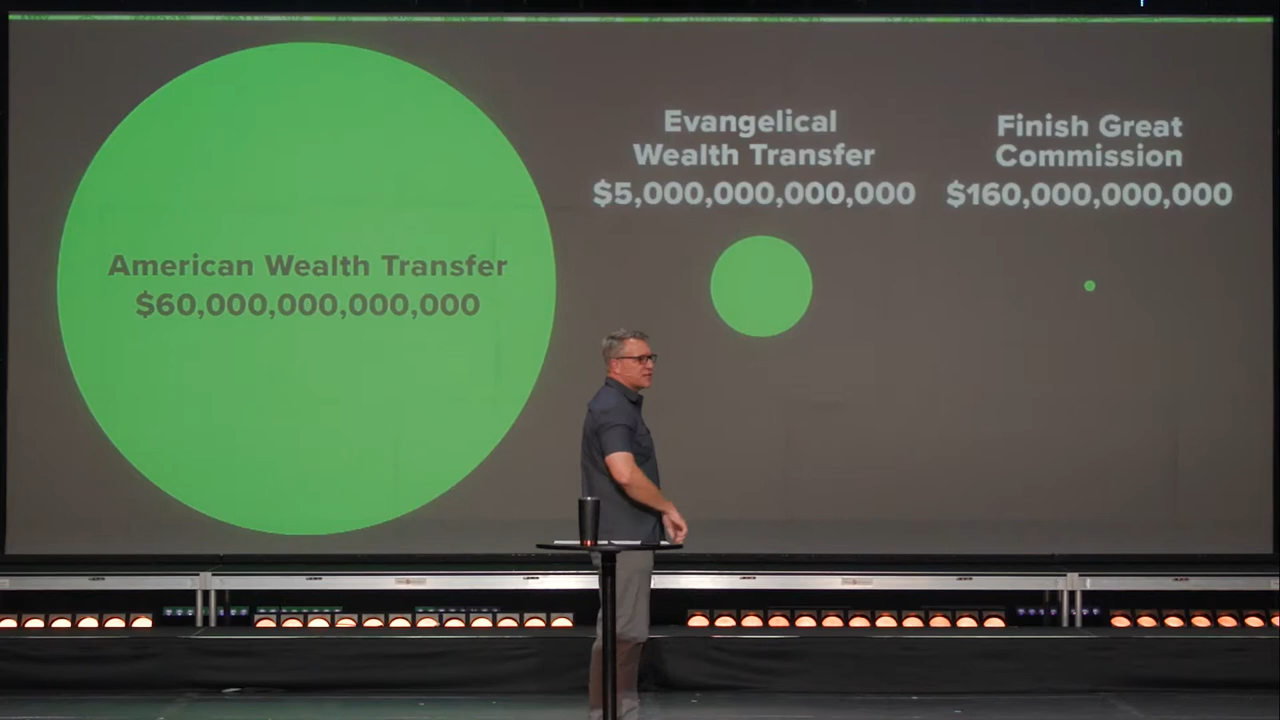 American Wealth Transfer
$60,000,000,000,000
Evangelical
Wealth Transfer
$5,000,000,000,000
Finish Great
Commission
$160,000,000,000